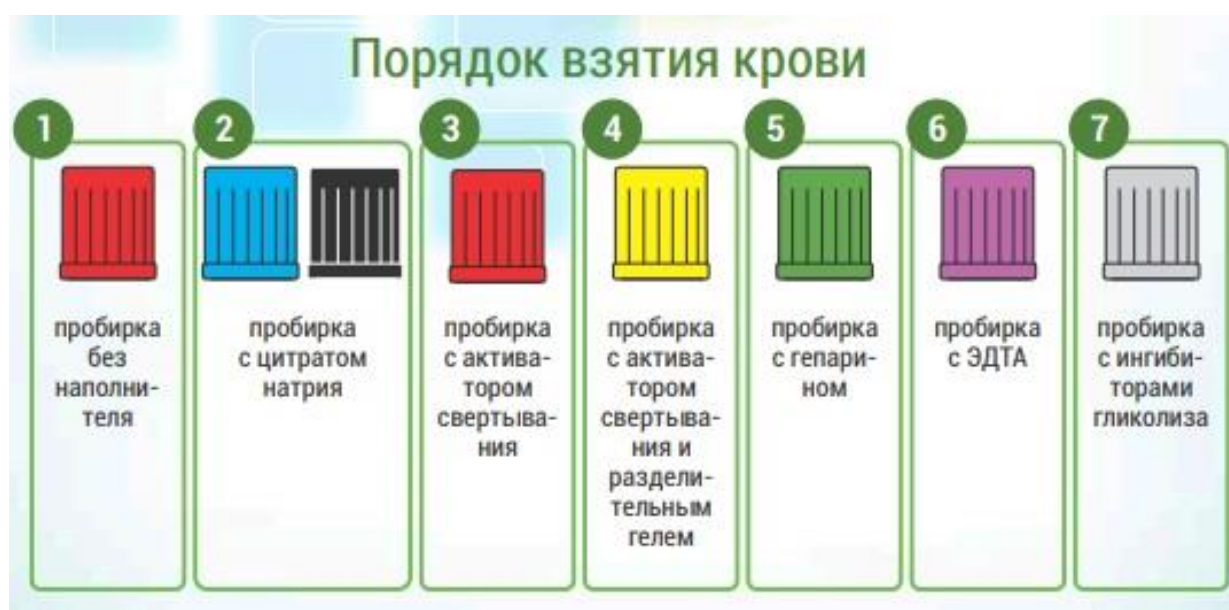 Порядок взятия крови
1
пробирка
без
наполни-
теля
2
пробирка
с цитратом
натрия
3
пробирка
с актива-
тором
свертыва-
ния
4
пробирка
с актива-
тором
свертыва-
ния и
раздели-
тельным
гелем
5
пробирка
с гепари-
ном
6
пробирка
с ЭДТА
7
пробирка
с ингиби-
торами
гликолиза